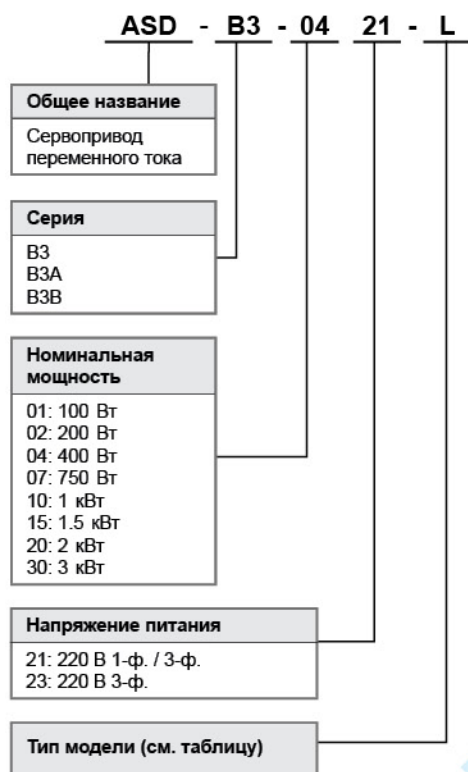 ASD - B3 - 04 21 - L
Общее название
Сервопривод
переменного тока
Серия
B3
B3A
B3B
Номинальная
мощность
01: 100 Вт
02: 200 Вт
04: 400 Вт
07: 750 Вт
10: 1 кВт
15: 1.5 кВт
20: 2 кВт
30: 3 кВт
Напряжение питания
21: 220 В 1-ф. / 3-ф.
23: 220 В 3-ф.
Тип модели (см. таблицу)